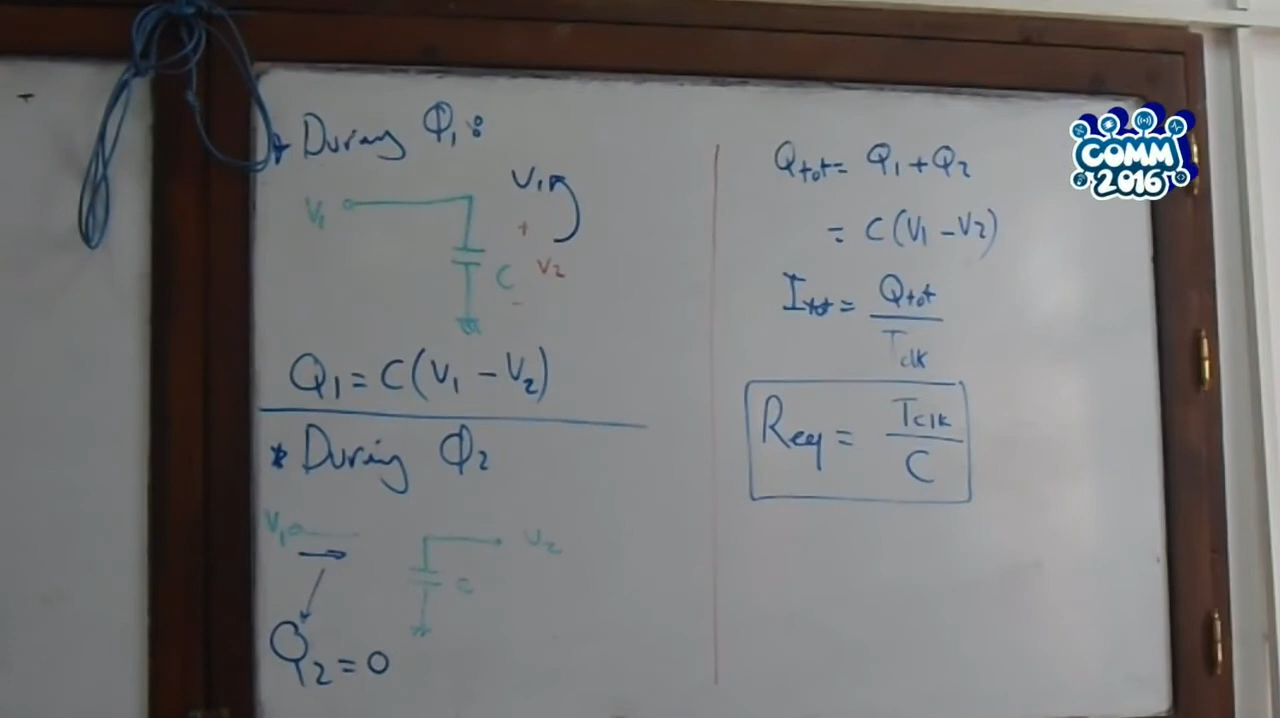 * During Φ1:
V1
V1
+
C
V2
-
Q1 = C(V1 - V2)
* During Φ2
V1
V2
C
Q2 = 0
Qtot = Q1 + Q2
= C(V1 - V2)
Itot = Qtot
Tclk
Req = Tclk
C
COMM
2016